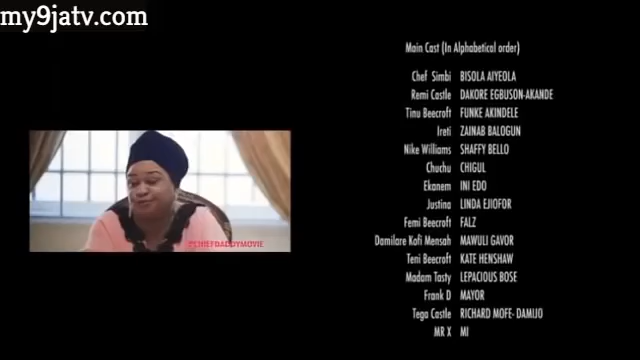 my9jatv.com
Main Cast (In Alphabetical order)
Chef Simbi BISOLA AIYEOLA
Remi Castle DAKORE EGBUSON-AKANDE
Tinu Beecroft FUNKE AKINDELE
Ireti ZAINAB BALOGUN
Nike Williams SHAFFY BELLO
Chuchu CHIGUL
Ekanem INI EDO
Justina LINDA EJIOFOR
Femi Beecroft FALZ
Damilare Kofi Mensah MAWULI GAVOR
Teni Beecroft KATE HENSHAW
Madam Tasty LEPACIOUS BOSE
Frank D MAYOR
Tega Castle RICHARD MOFE- DAMIJO
MR X MI
#CHIEFDADDYMOVIE